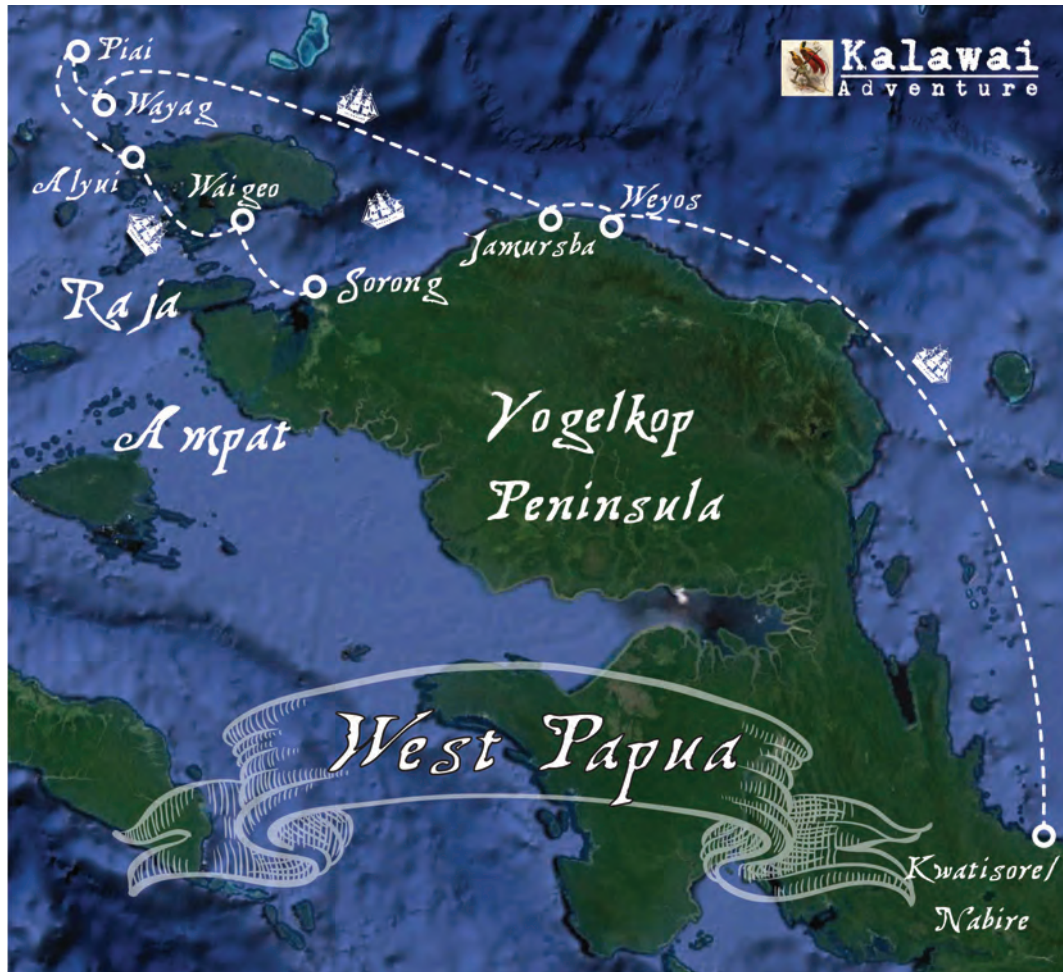 Piai
Kalawai
Adventure
Wayag
Alyui
Waigeo
Weyos
Jamursba
Sorong
Raja
Ampat
Vogelkop
Peninsula
West Papua
Kwatisore/
Nabire